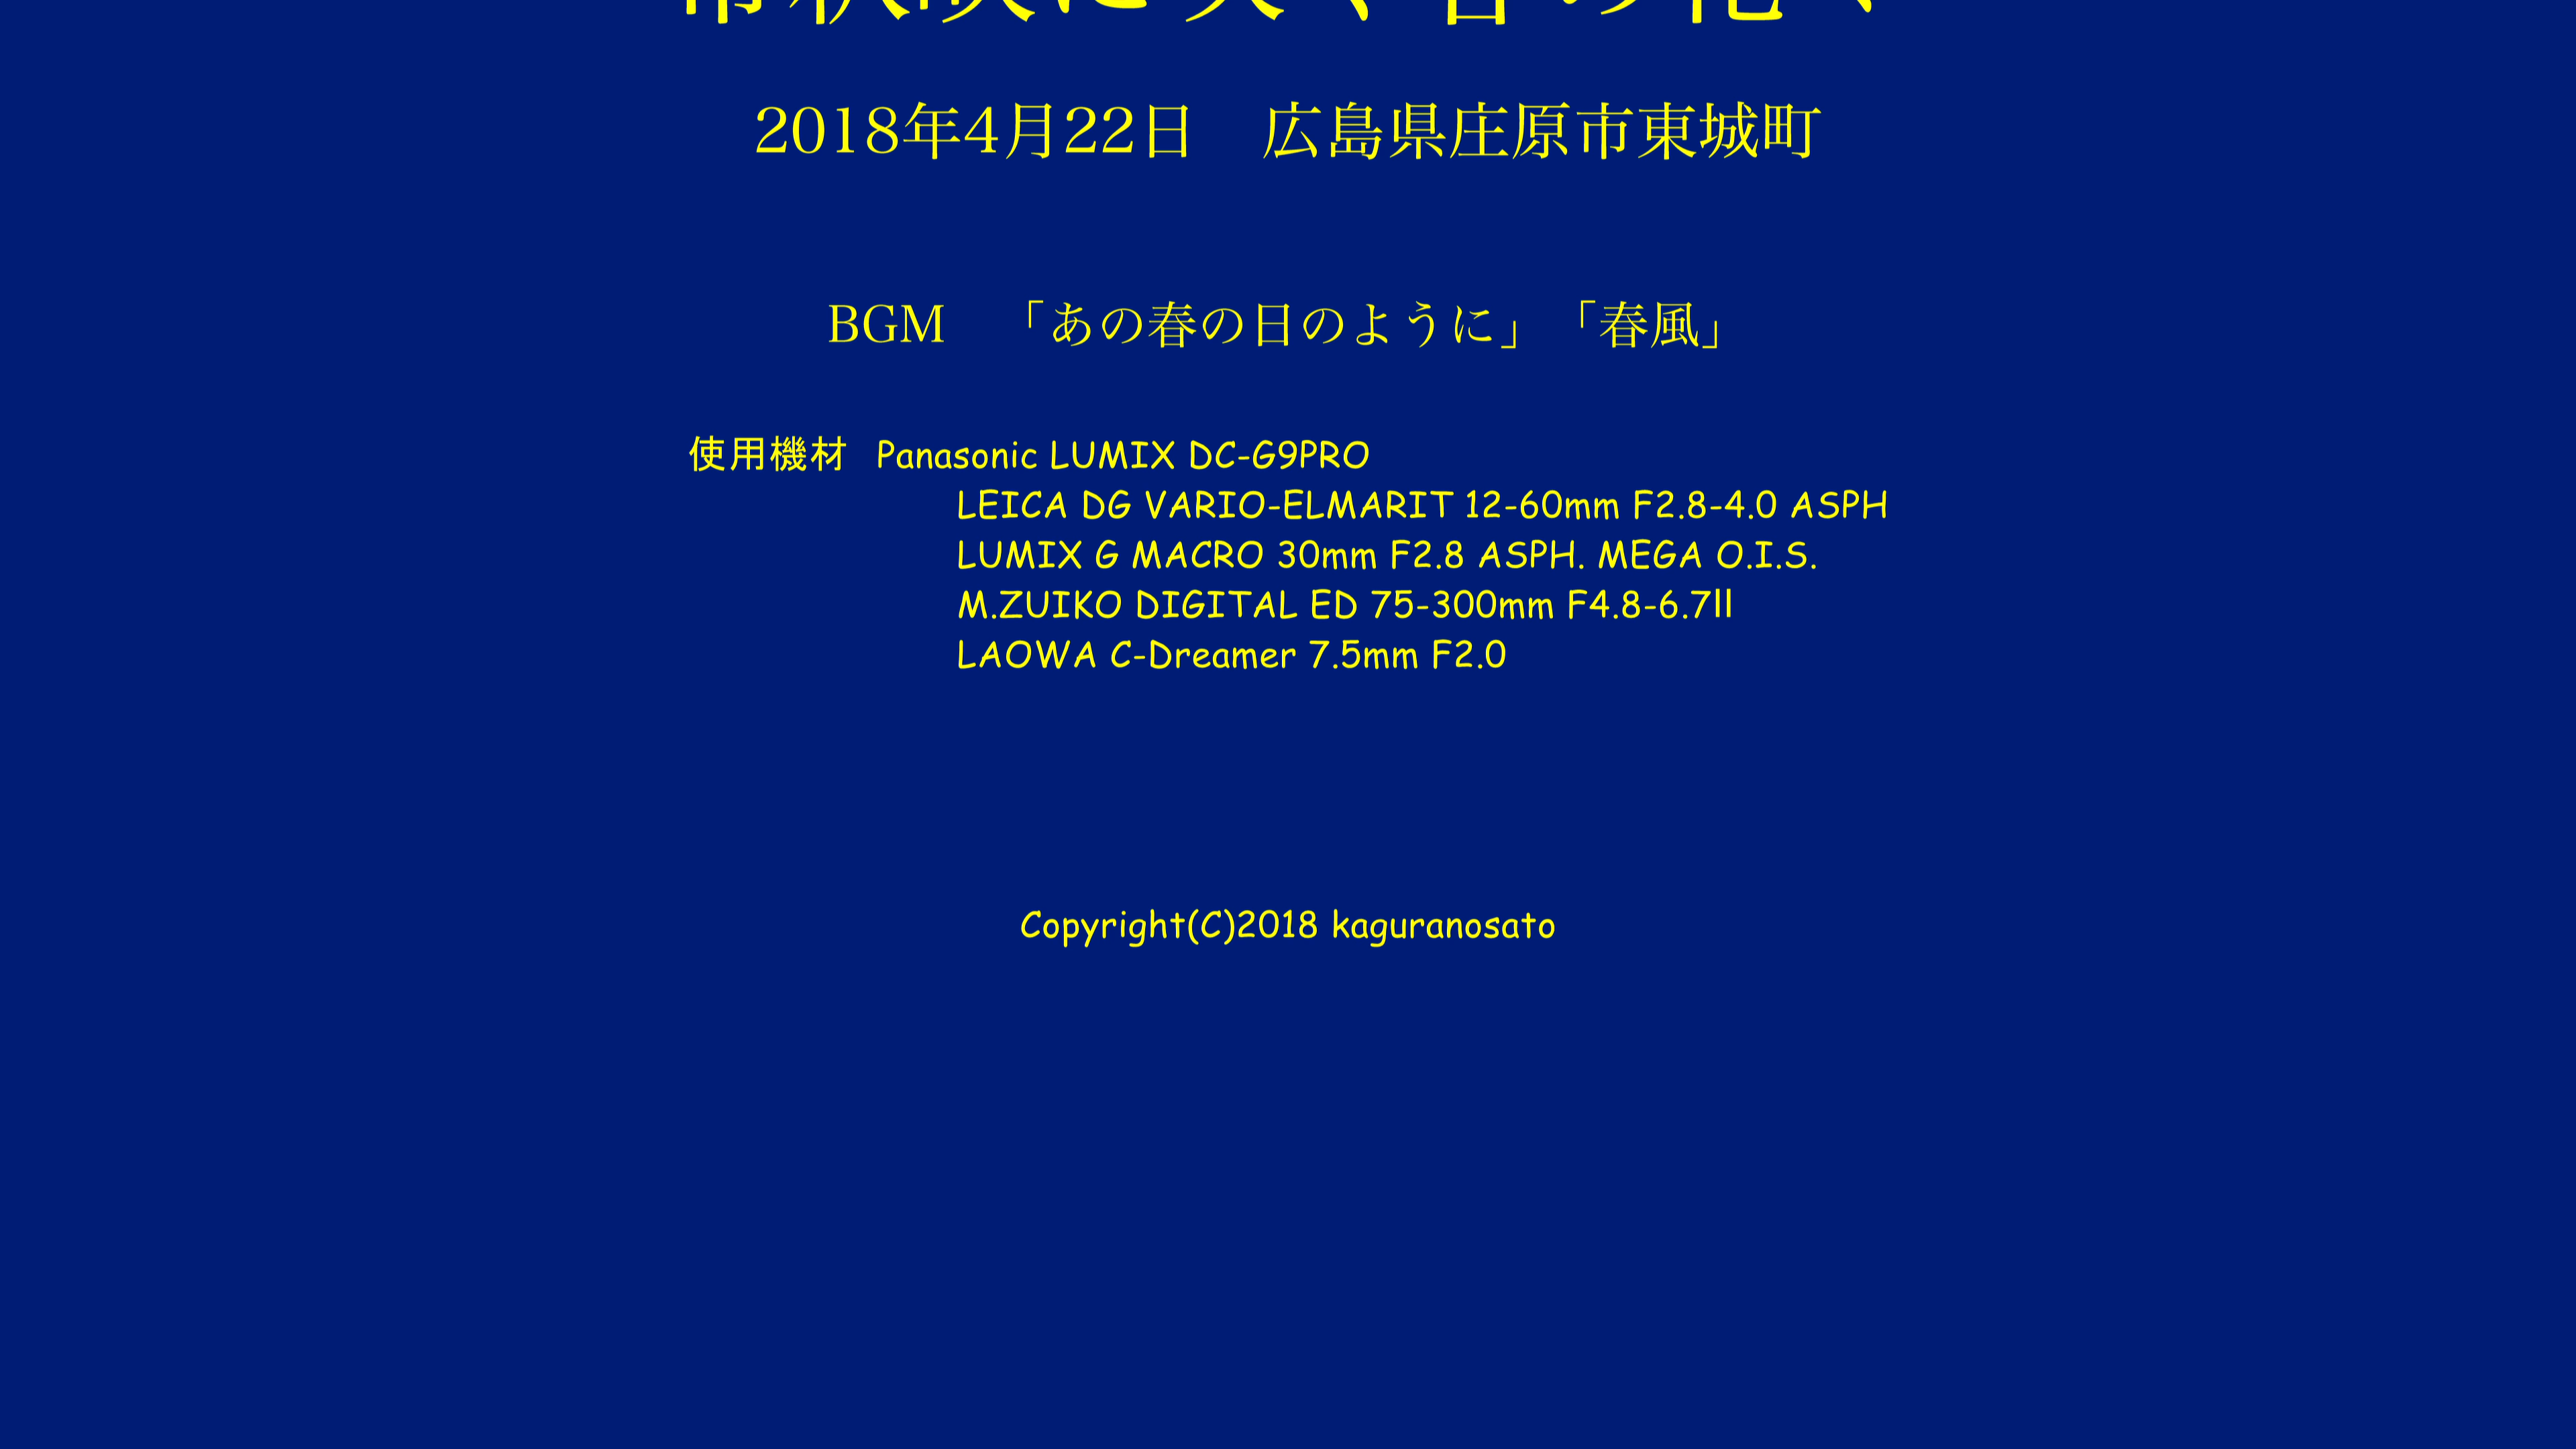 2018年4月22日　広島県庄原市東城町
BGM　「あの春の日のように」「春風」
使用機材 Panasonic LUMIX DC-G9PRO
LEICA DG VARIO-ELMARIT 12-60mm F2.8-4.0 ASPH
LUMIX G MACRO 30mm F2.8 ASPH. MEGA O.I.S.
M.ZUIKO DIGITAL ED 75-300mm F4.8-6.7ll
LAOWA C-Dreamer 7.5mm F2.0
Copyright(C)2018 kaguranosato